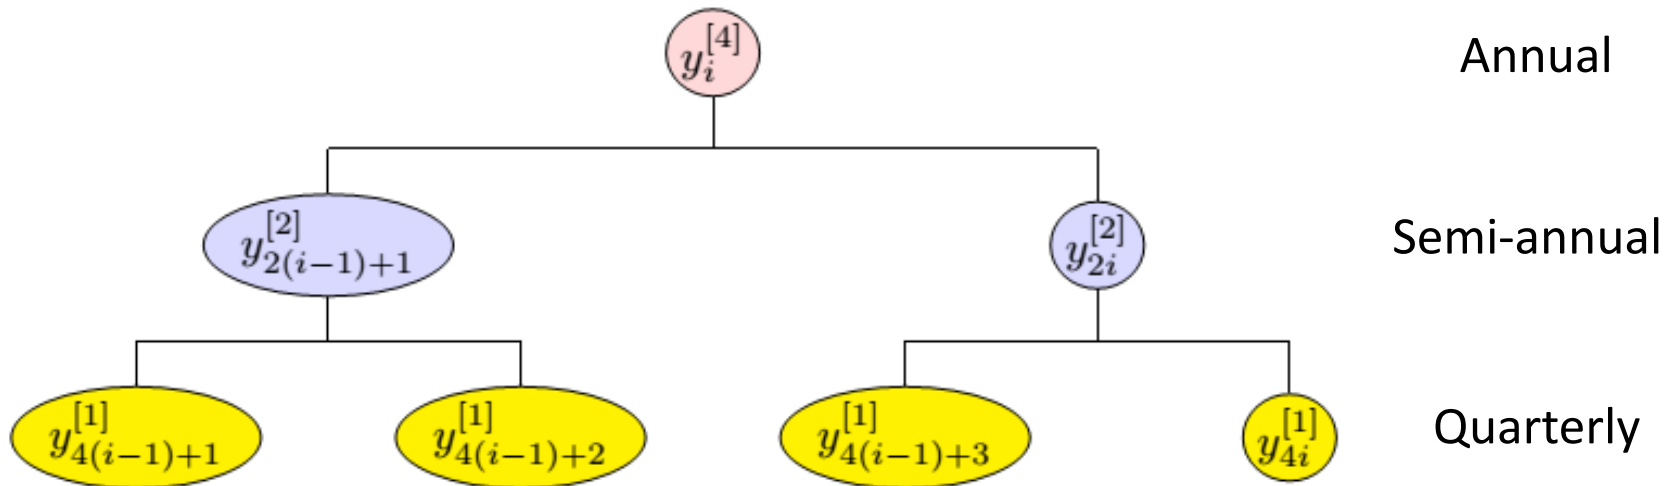 y_i^{[4]} Annual
y_{2(i-1)+1}^{[2]} y_{2i}^{[2]} Semi-annual
y_{4(i-1)+1}^{[1]} y_{4(i-1)+2}^{[1]} y_{4(i-1)+3}^{[1]} y_{4i}^{[1]} Quarterly